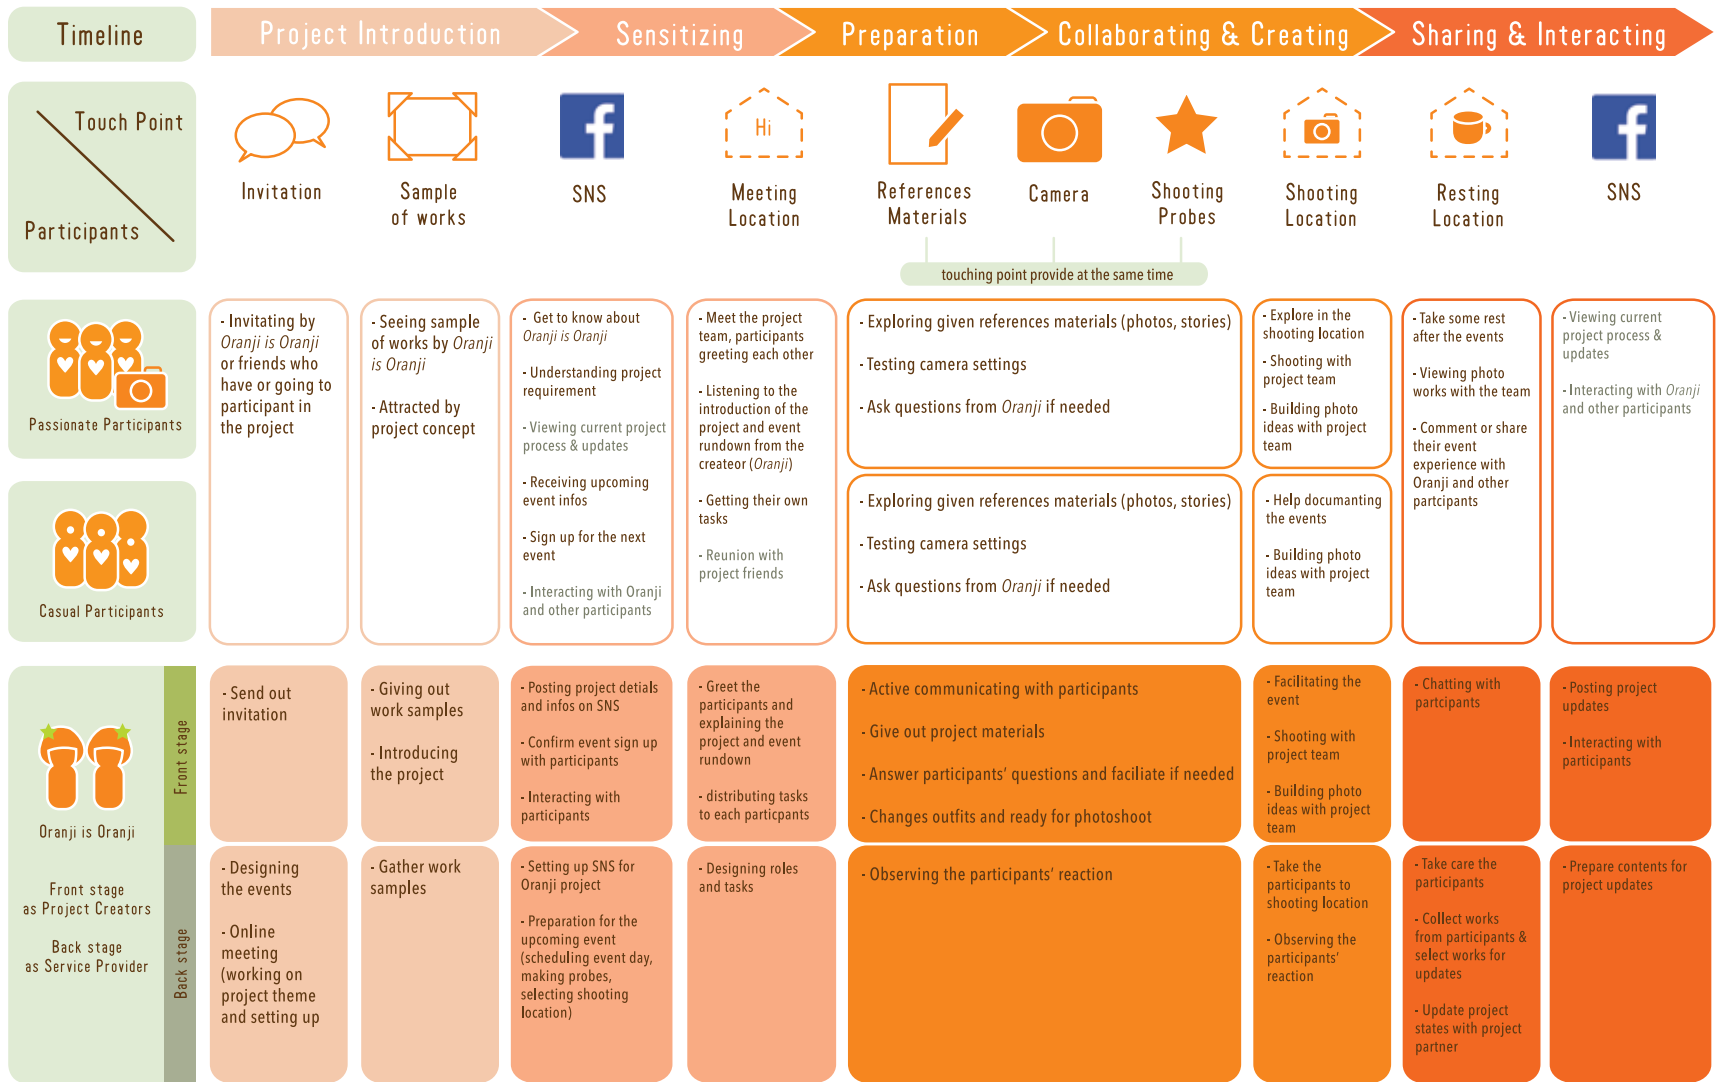 Timeline
Project Introduction
Sensitizing
Preparation
Collaborating & Creating
Sharing & Interacting
Touch Point
Participants
Invitation
Sample
of works
SNS
Hi
Meeting
Location
References
Materials
Camera
Shooting
Probes
Shooting
Location
Resting
Location
SNS
touching point provide at the same time
Passionate Participants
Casual Participants
- Invitating by
Oranji is Oranji
or friends who
have or going to
participant in
the project
- Seeing sample
of works by Oranji
is Oranji
- Attracted by
project concept
- Get to know about
Oranji is Oranji
- Understanding project
requirement
- Viewing current project
process & updates
- Receiving upcoming
event infos
- Sign up for the next
event
- Interacting with Oranji
and other participants
- Meet the project
team, participants
greeting each other
- Listening to the
introduction of the
project and event
rundown from the
createor (Oranji)
- Getting their own
tasks
- Reunion with
project friends
- Exploring given references materials (photos, stories)
- Testing camera settings
- Ask questions from Oranji if needed
- Exploring given references materials (photos, stories)
- Testing camera settings
- Ask questions from Oranji if needed
- Explore in the
shooting location
- Shooting with
project team
- Building photo
ideas with project
team
- Help documanting
the events
- Building photo
ideas with project
team
- Take some rest
after the events
- Viewing photo
works with the team
- Comment or share
their event
experience with
Oranji and other
partcipants
- Viewing current
project process &
updates
- Interacting with Oranji
and other participants
Oranji is Oranji
Front stage
as Project Creators
Back stage
as Service Provider
Front stage
- Send out
invitation
- Giving out
work samples
- Introducing
the project
- Posting project detials
and infos on SNS
- Confirm event sign up
with participants
- Interacting with
participants
- Greet the
participants and
explaining the
project and event
rundown
- distributing tasks
to each partcipants
- Active communicating with participants
- Give out project materials
- Answer participants' questions and faciliate if needed
- Changes outfits and ready for photoshoot
- Facilitating the
event
- Shooting with
project team
- Building photo
ideas with project
team
- Chatting with
partcipants
- Posting project
updates
- Interacting with
participants
Back stage
- Designing
the events
- Online
meeting
(working on
project theme
and setting up
- Gather work
samples
- Setting up SNS for
Oranji project
- Preparation for the
upcoming event
(scheduling event day,
making probes,
selecting shooting
location)
- Designing roles
and tasks
- Observing the participants' reaction
- Take the
participants to
shooting location
- Observing the
participants'
reaction
- Take care the
participants
- Collect works
from participants &
select works for
updates
- Update project
states with project
partner
- Prepare contents for
project updates